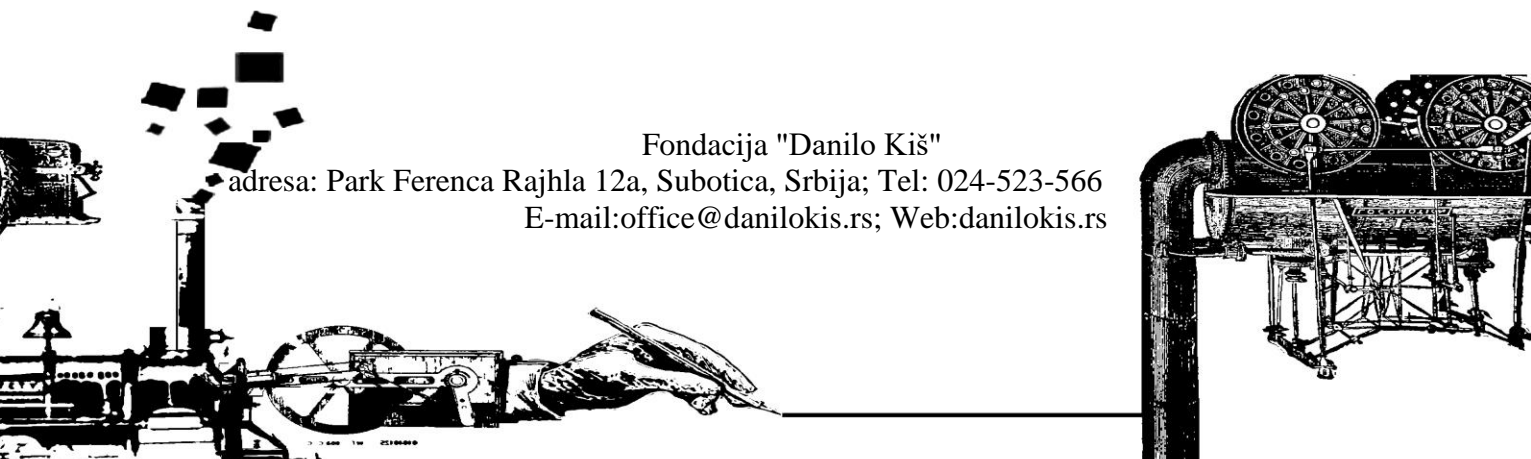 Fondacija "Danilo Kiš"
adresa: Park Ferenca Rajhla 12a, Subotica, Srbija; Tel: 024-523-566
E-mail:office@danilokis.rs; Web:danilokis.rs